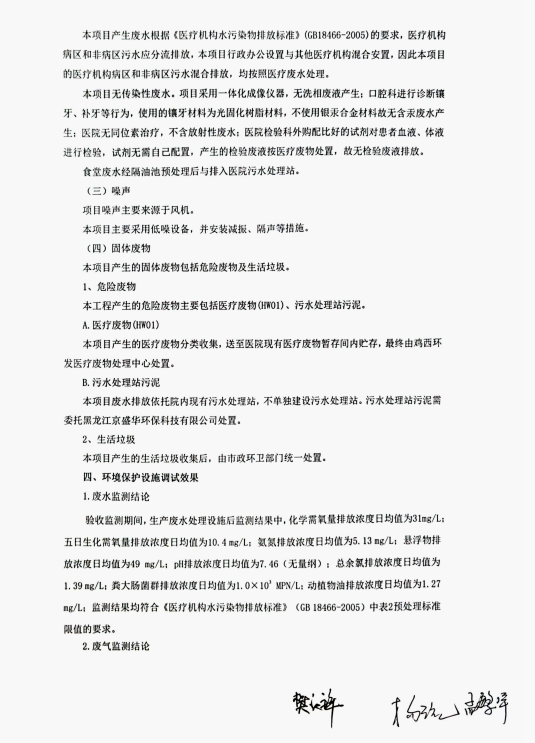 本项目产生废水根据《医疗机构水污染物排放标准》(GB18466-2005)的要求，医疗机构
病区和非病区污水应分流排放，本项目行政办公设置与其他医疗机构混合安置，因此本项目
的医疗机构病区和非病区污水混合排放，均按照医疗废水处理。
本项目无传染性废水。项目采用一体化成像仪器，无洗相废液产生；口腔科进行诊断镶
牙、补牙等行为，使用的镶牙材料为光固化树脂材料，不使用银汞合金材料故无含汞废水产
生；医院无同位素治疗，不含放射性废水；医院检验科外购配比好的试剂对患者血液、体液
进行检验，试剂无需自己配置，产生的检验废液按医疗废物处置，故无检验废液排放。
食堂废水经隔油池预处理后与排入医院污水处理站。
（三）噪声
项目噪声主要来源于风机。
本项目主要采用低噪设备，并安装减振、隔声等措施。
（四）固体废物
本项目产生的固体废物包括危险废物及生活垃圾。
1、危险废物
本工程产生的危险废物主要包括医疗废物(HW01)、污水处理站污泥。
A.医疗废物(HW01)
本项目产生的医疗废物分类收集，送至医院现有医疗废物暂存间内贮存，最终由鸡西环
发医疗废物处理中心处置。
B.污水处理站污泥
本项目废水排放依托院内现有污水处理站，不单独建设污水处理站。污水处理站污泥需
委托黑龙江京盛华环保科技有限公司处置。
2、生活垃圾
本项目产生的生活垃圾收集后，由市政环卫部门统一处置。
四、环境保护设施调试效果
1.废水监测结论
验收监测期间，生产废水处理设施后监测结果中，化学需氧量排放浓度日均值为31mg/L；
五日生化需氧量排放浓度日均值为10.4 mg/L；氨氮排放浓度日均值为5.13 mg/L；悬浮物排
放浓度日均值为49 mg/L；pH排放浓度日均值为7.46（无量纲）；总余氯排放浓度日均值为
1.39 mg/L；粪大肠菌群排放浓度日均值为1.0×10³ MPN/L；动植物油排放浓度日均值为1.27
mg/L；监测结果均符合《医疗机构水污染物排放标准》（GB 18466-2005）中表2预处理标准
限值的要求。
2.废气监测结论